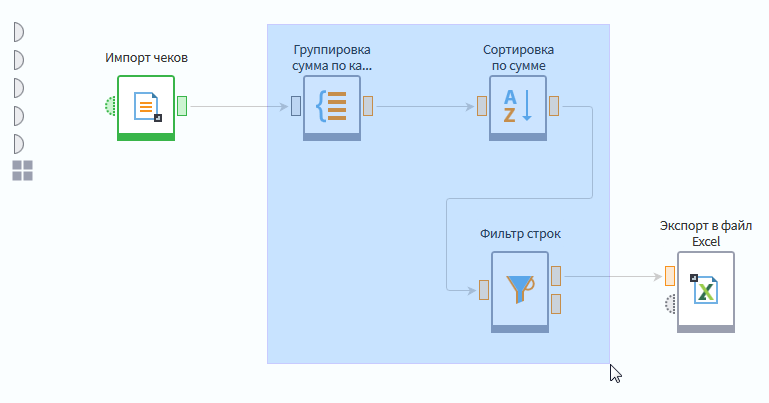 Импорт чеков
Группировка
сумма по ка...
Сортировка
по сумме
A
Z
Фильтр строк
Экспорт в файл
Excel
X